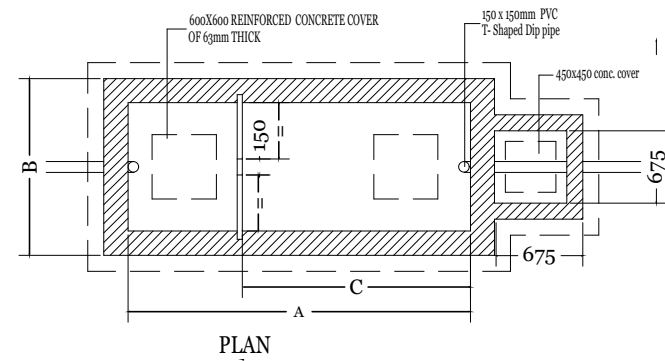 600X600 REINFORCED CONCRETE COVER
OF 63mm THICK
150 x 150mm PVC
T- Shaped Dip pipe
450x450 conc. cover
B
=
150
=
675
675
C
A
PLAN